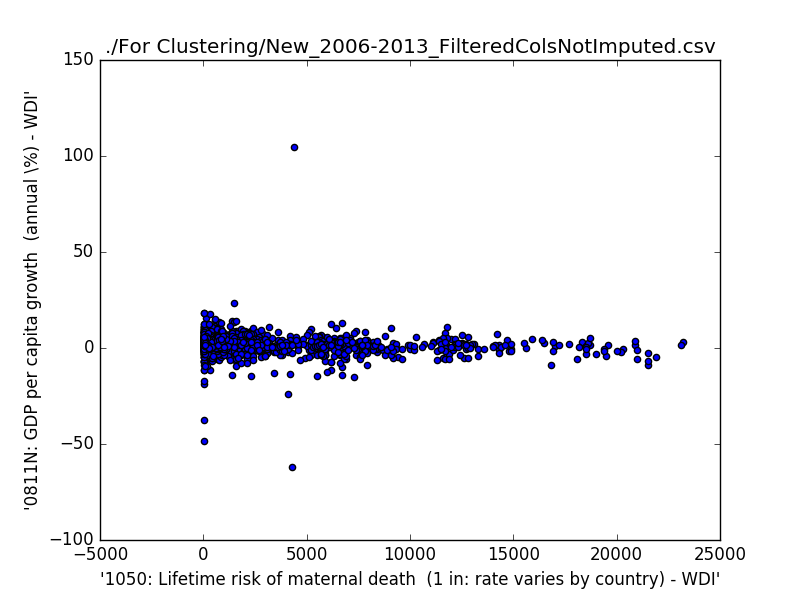 ./For Clustering/New_2006-2013_FilteredColsNotImputed.csv
150
100
50
0
−50
−100
'0811N: GDP per capita growth  (annual \%) - WDI'
−5000 0 5000 10000 15000 20000 25000
'1050: Lifetime risk of maternal death  (1 in: rate varies by country) - WDI'